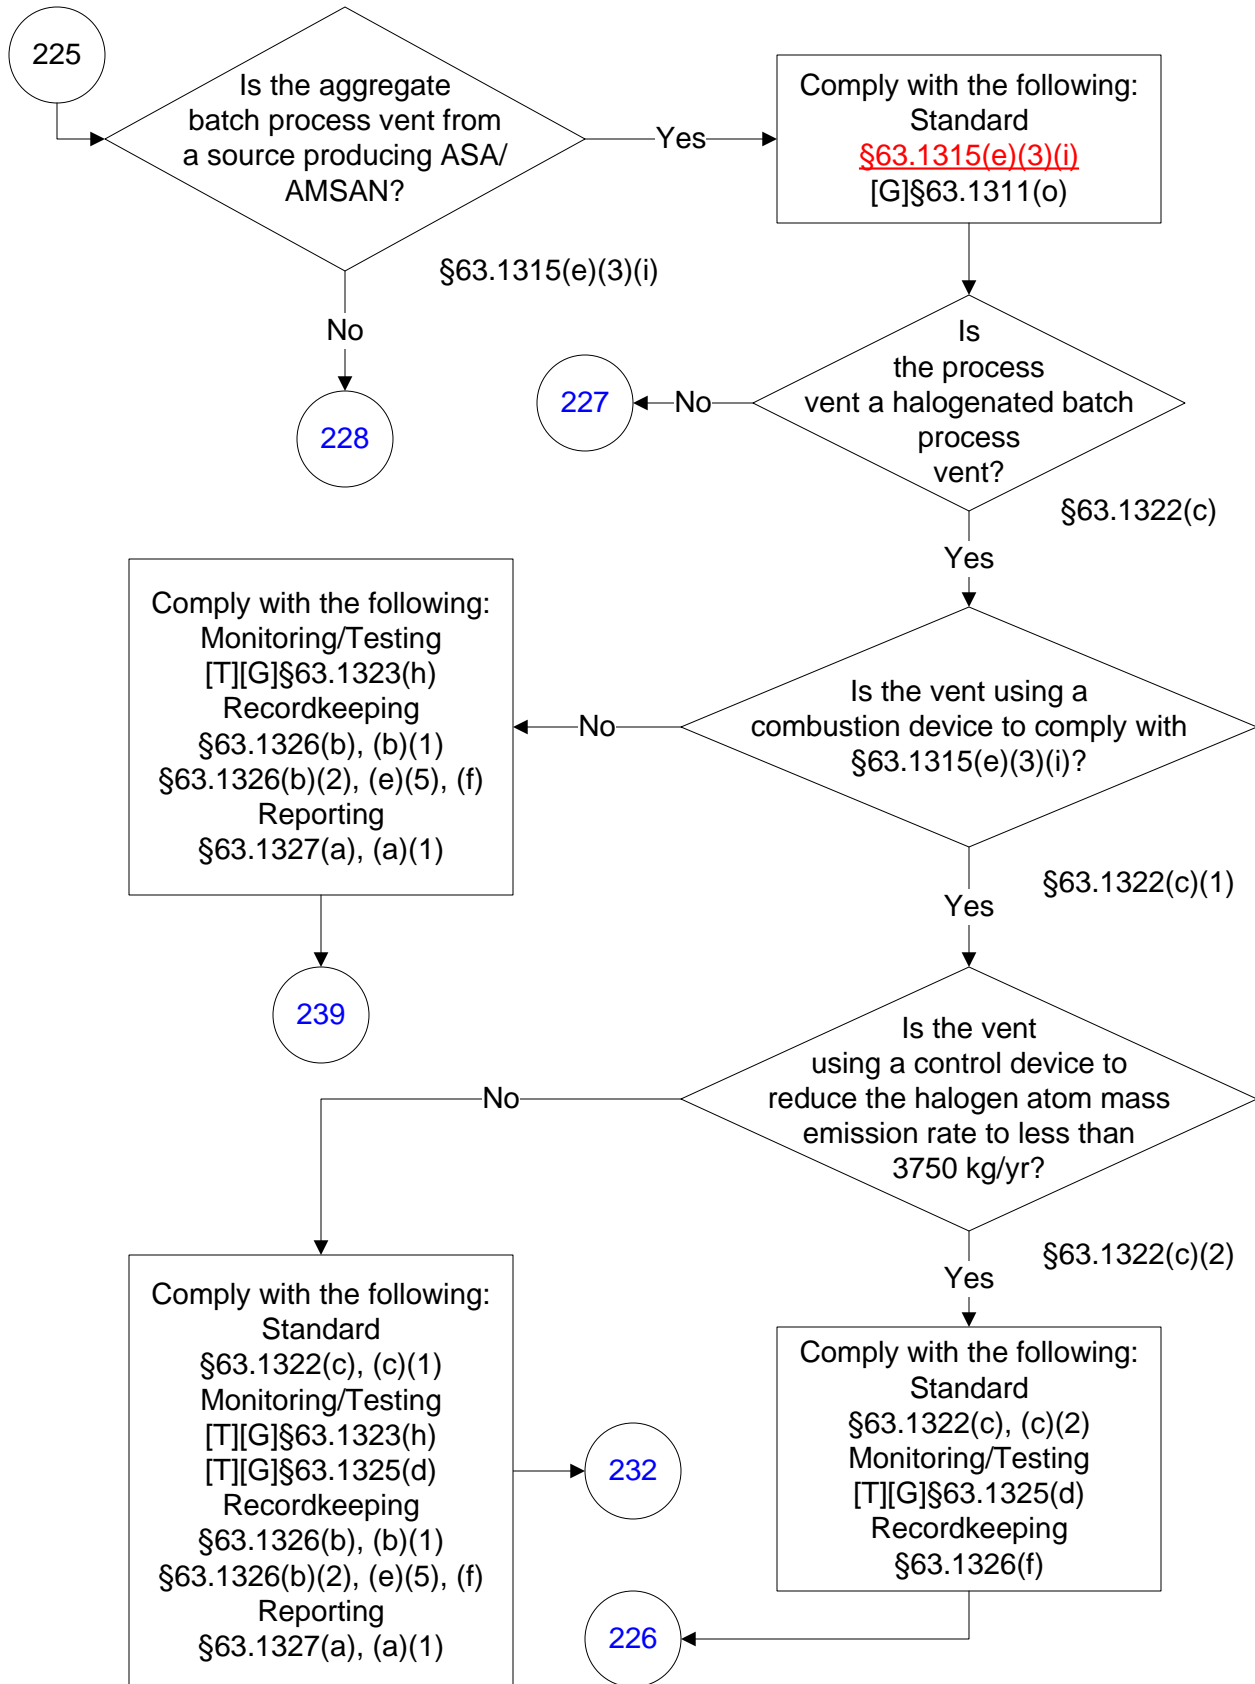 225
Is the aggregate
batch process vent from
a source producing ASA/
AMSAN?
Yes
Comply with the following:
Standard
§63.1315(e)(3)(i)
[G]§63.1311(o)
§63.1315(e)(3)(i)
No
228
Is
the process
vent a halogenated batch
process
vent?
No
227
§63.1322(c)
Yes
Is the vent using a
combustion device to comply with
§63.1315(e)(3)(i)?
No
Comply with the following:
Monitoring/Testing
[T][G]§63.1323(h)
Recordkeeping
§63.1326(b), (b)(1)
§63.1326(b)(2), (e)(5), (f)
Reporting
§63.1327(a), (a)(1)
239
§63.1322(c)(1)
Yes
Is the vent
using a control device to
reduce the halogen atom mass
emission rate to less than
3750 kg/yr?
No
Comply with the following:
Standard
§63.1322(c), (c)(1)
Monitoring/Testing
[T][G]§63.1323(h)
[T][G]§63.1325(d)
Recordkeeping
§63.1326(b), (b)(1)
§63.1326(b)(2), (e)(5), (f)
Reporting
§63.1327(a), (a)(1)
232
§63.1322(c)(2)
Yes
Comply with the following:
Standard
§63.1322(c), (c)(2)
Monitoring/Testing
[T][G]§63.1325(d)
Recordkeeping
§63.1326(f)
226